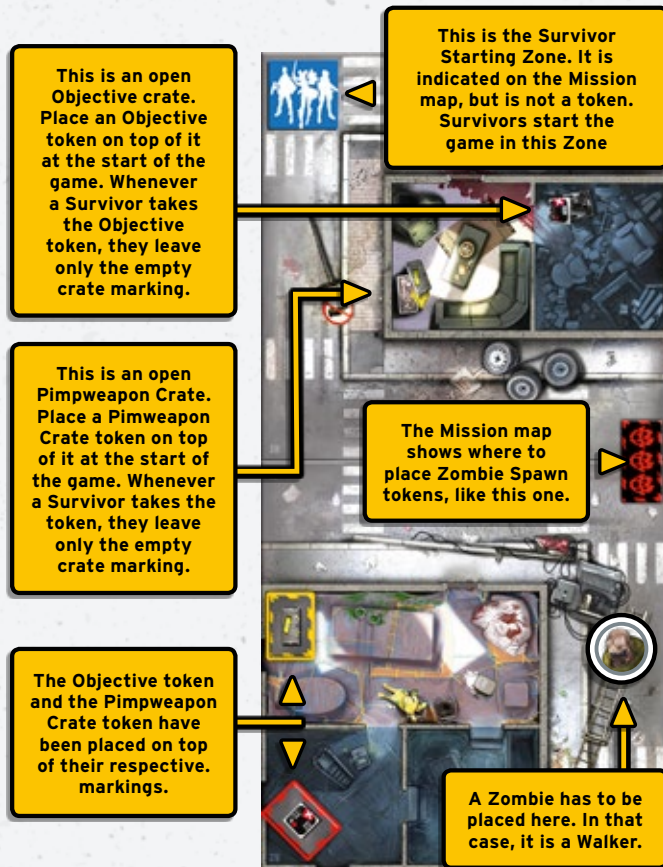 This is an open
Objective crate.
Place an Objective
token on top of it
at the start of the
game. Whenever
a Survivor takes
the Objective
token, they leave
only the empty
crate marking.
This is the Survivor
Starting Zone. It is
indicated on the Mission
map, but is not a token.
Survivors start the
game in this Zone
This is an open
Pimpweapon Crate.
Place a Pimweapon
Crate token on top
of it at the start of
the game. Whenever
a Survivor takes the
token, they leave
only the empty
crate marking.
The Mission map
shows where to
place Zombie Spawn
tokens, like this one.
The Objective token
and the Pimpweapon
Crate token have
been placed on top
of their respective.
markings.
A Zombie has to be
placed here. In that
case, it is a Walker.